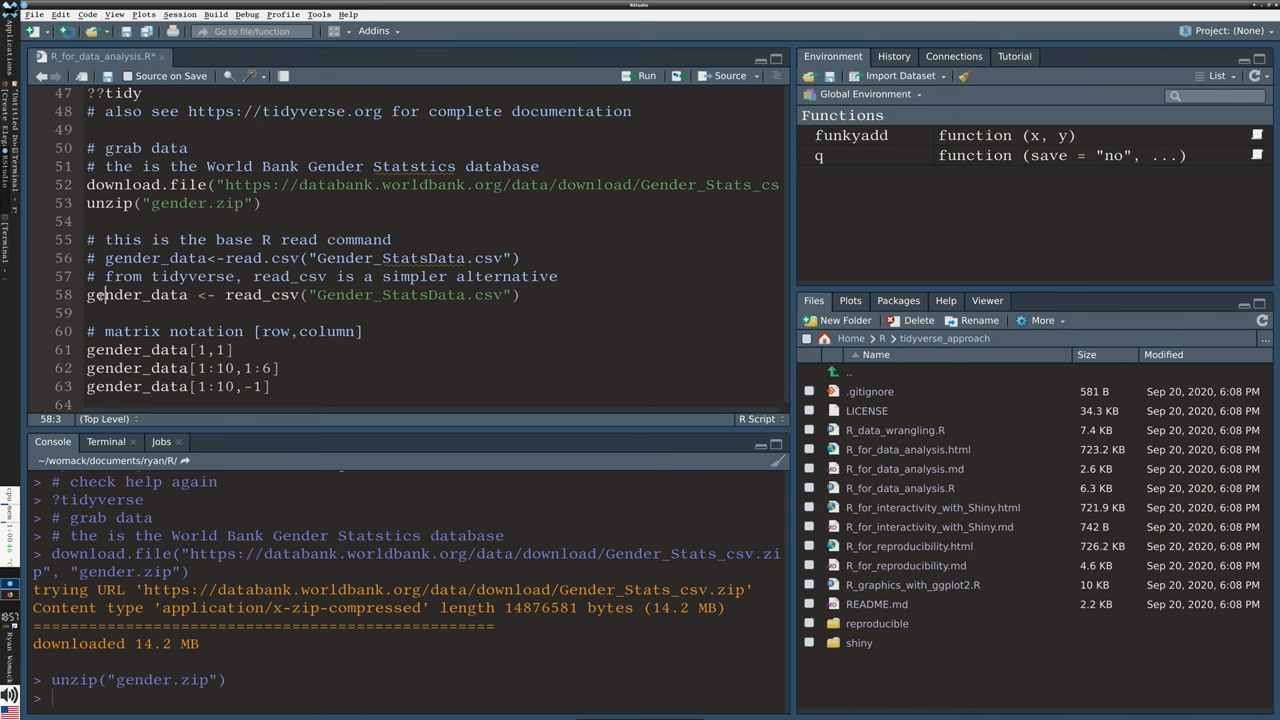 RStudio
File Edit Code View Plots Session Build Debug Profile Tools Help
Go to file/function
Addins
Project: (None)
R_for_data_analysis.R*
Source on Save
Run
Source
47 ??tidy
48 # also see https://tidyverse.org for complete documentation
49
50 # grab data
51 # the is the World Bank Gender Statstics database
52 download.file("https://databank.worldbank.org/data/download/Gender_Stats_cs
53 unzip("gender.zip")
54
55 # this is the base R read command
56 # gender_data<-read.csv("Gender_StatsData.csv")
57 # from tidyverse, read_csv is a simpler alternative
58 gender_data <- read_csv("Gender_StatsData.csv")
59
60 # matrix notation [row,column]
61 gender_data[1,1]
62 gender_data[1:10,1:6]
63 gender_data[1:10,-1]
64
58:3 (Top Level) R Script
Console Terminal Jobs
~/womack/documents/ryan/R/
> # check help again
> ?tidyverse
> # grab data
> # the is the World Bank Gender Statstics database
> download.file("https://databank.worldbank.org/data/download/Gender_Stats_csv.zi
p", "gender.zip")
trying URL 'https://databank.worldbank.org/data/download/Gender_Stats_csv.zip'
Content type 'application/x-zip-compressed' length 14876581 bytes (14.2 MB)
==================================================
downloaded 14.2 MB
> unzip("gender.zip")
>
Environment History Connections Tutorial
Import Dataset List
Global Environment
Functions
funkyadd function (x, y)
q function (save = "no", ...)
Files Plots Packages Help Viewer
New Folder Delete Rename More
Home R tidyverse_approach
Name Size Modified
..
.gitignore 581 B Sep 20, 2020, 6:08 PM
LICENSE 34.3 KB Sep 20, 2020, 6:08 PM
R_data_wrangling.R 7.4 KB Sep 20, 2020, 6:08 PM
R_for_data_analysis.html 723.2 KB Sep 20, 2020, 6:08 PM
R_for_data_analysis.md 2.6 KB Sep 20, 2020, 6:08 PM
R_for_data_analysis.R 6.3 KB Sep 20, 2020, 6:08 PM
R_for_interactivity_with_Shiny.html 721.9 KB Sep 20, 2020, 6:08 PM
R_for_interactivity_with_Shiny.md 742 B Sep 20, 2020, 6:08 PM
R_for_reproducibility.html 726.2 KB Sep 20, 2020, 6:08 PM
R_for_reproducibility.md 4.6 KB Sep 20, 2020, 6:08 PM
R_graphics_with_ggplot2.R 10 KB Sep 20, 2020, 6:08 PM
README.md 2.2 KB Sep 20, 2020, 6:08 PM
reproducible
shiny
Applications
RStudio
Ryan Womack